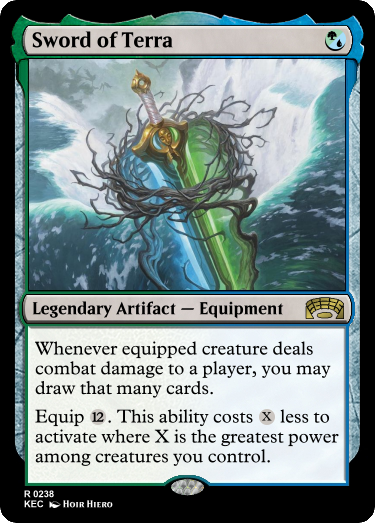 Sword of Terra
Legendary Artifact — Equipment
Whenever equipped creature deals
combat damage to a player, you may
draw that many cards.
Equip 12. This ability costs X less to
activate where X is the greatest power
among creatures you control.
R 0238
KEC Hoir Hiero